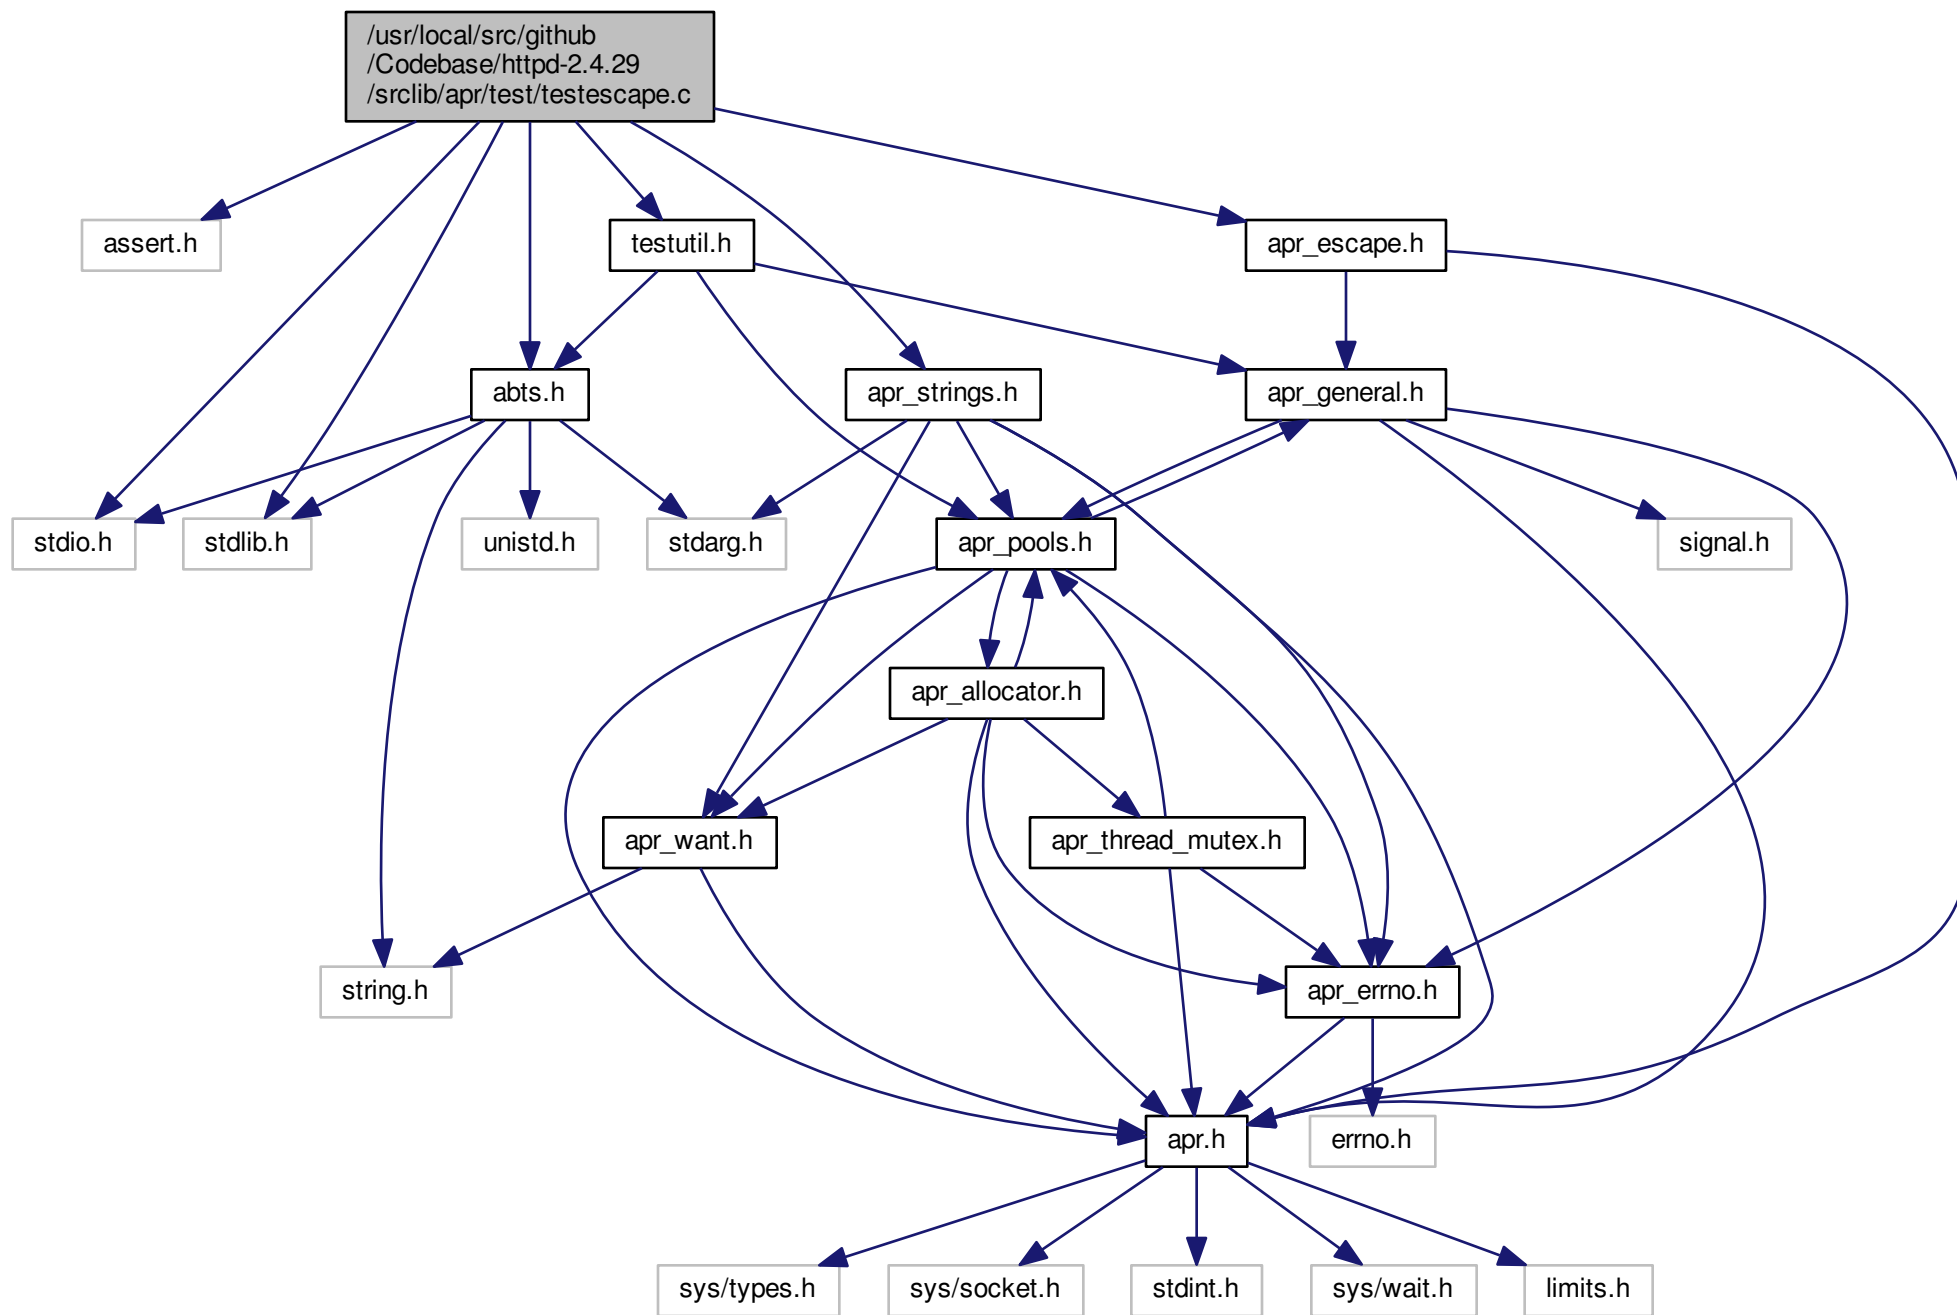 /usr/local/src/github
/Codebase/httpd-2.4.29
/srclib/apr/test/testescape.c
assert.h
testutil.h
apr_escape.h
abts.h
apr_strings.h
apr_general.h
stdio.h
stdlib.h
unistd.h
stdarg.h
apr_pools.h
signal.h
apr_allocator.h
apr_want.h
apr_thread_mutex.h
string.h
apr_errno.h
apr.h
errno.h
sys/types.h
sys/socket.h
stdint.h
sys/wait.h
limits.h